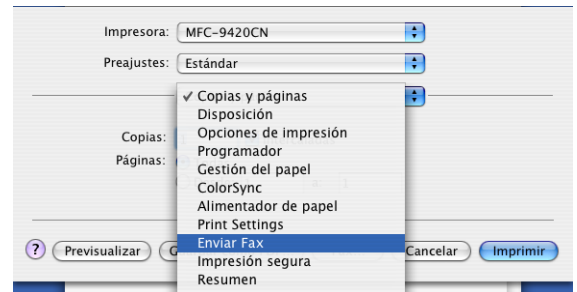 Impresora: MFC-9420CN
Preajustes: Estándar
✓ Copias y páginas
Disposición
Copias: Opciones de impresión
Programador
Páginas: Gestión del papel
ColorSync
Alimentador de papel
Print Settings
Enviar Fax
? Previsualizar G Cancelar Imprimir
Impresión segura
Resumen